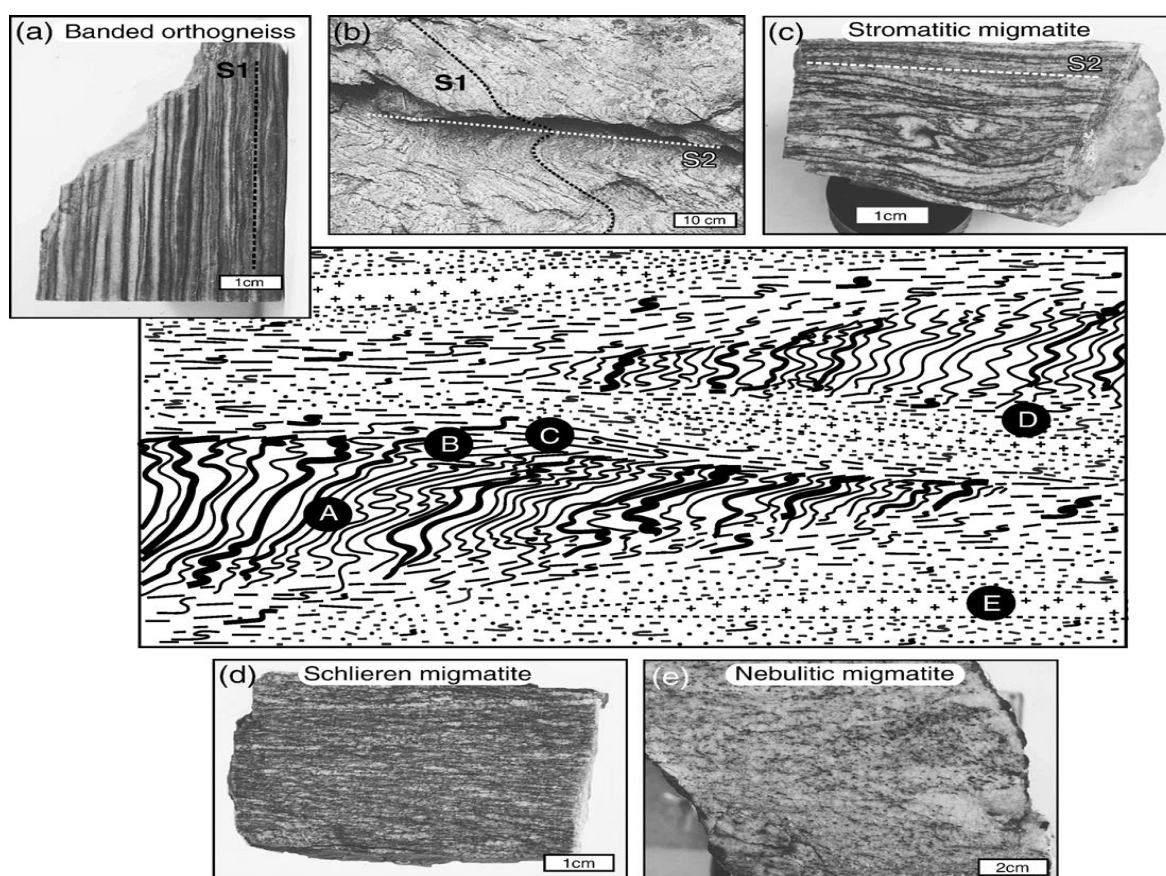 (a) Banded orthogneiss
S1
1cm
(b)
S1
S2
10 cm
(c) Stromatitic migmatite
S2
1cm
A
B
C
D
E
(d) Schlieren migmatite
1cm
(e) Nebulitic migmatite
2cm